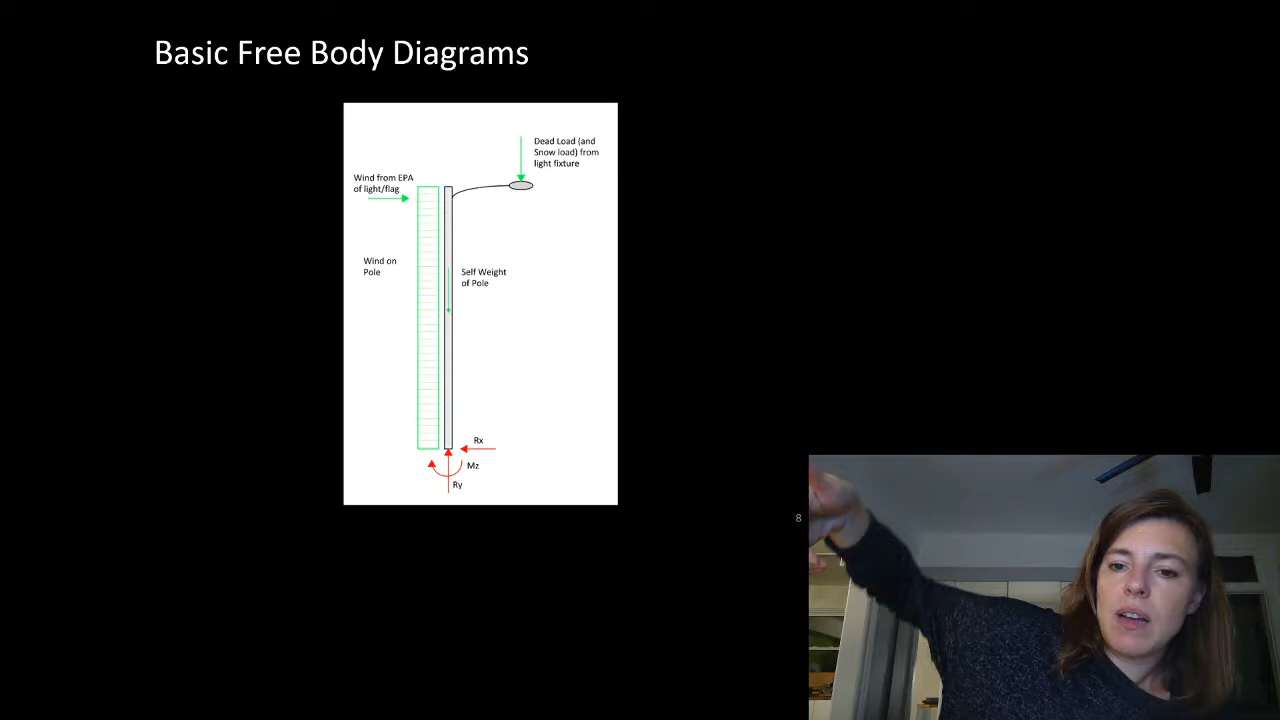 Basic Free Body Diagrams
Dead Load (and
Snow load) from
light fixture
Wind from EPA
of light/flag
Wind on
Pole
Self Weight
of Pole
Rx
Mz
Ry
8